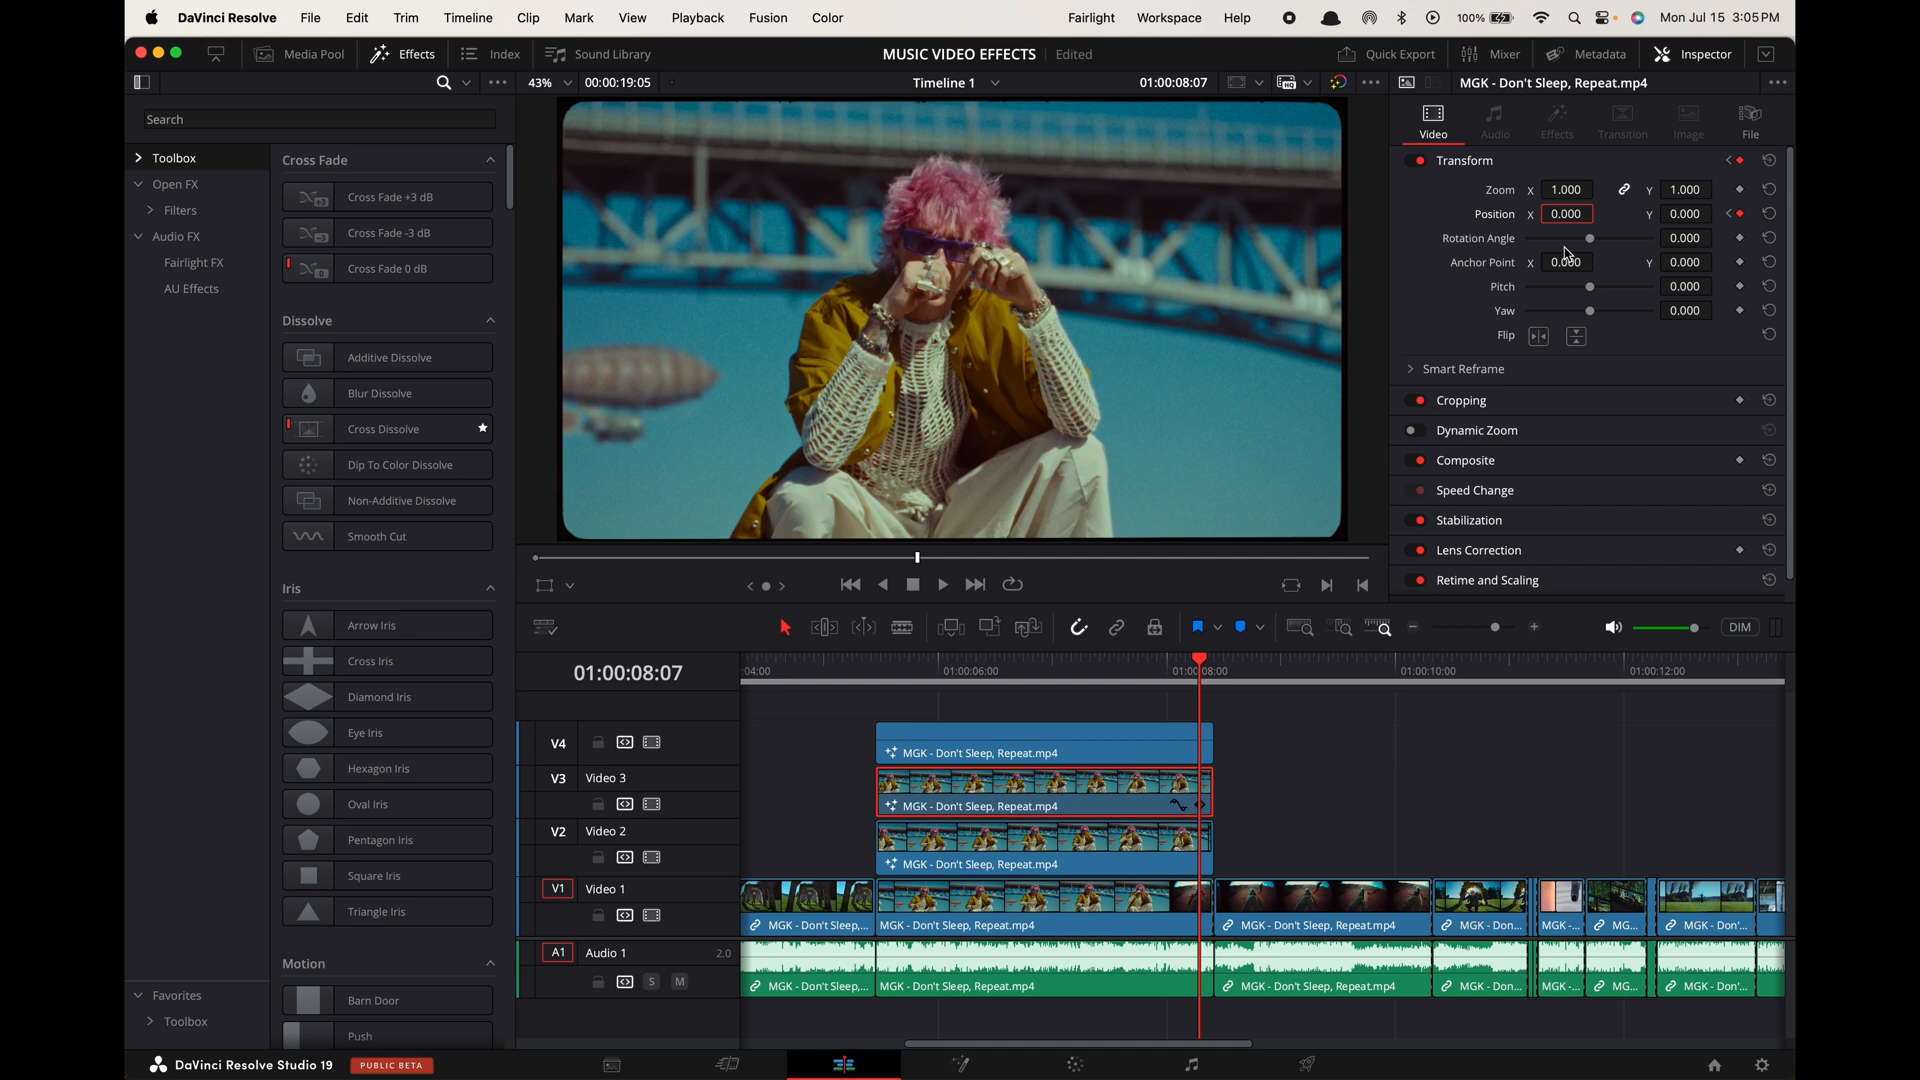 DaVinci Resolve File Edit Trim Timeline Clip Mark View Playback Fusion Color Fairlight Workspace Help 100% Mon Jul 15 3:05 PM
Media Pool Effects Index Sound Library MUSIC VIDEO EFFECTS Edited Quick Export Mixer Metadata Inspector
43% 00:00:19:05 Timeline 1 01:00:08:07 MGK - Don't Sleep, Repeat.mp4
Search
Video Audio Effects Transition Image File
Toolbox
Open FX
Filters
Audio FX
Fairlight FX
AU Effects
Favorites
Toolbox
Cross Fade
Cross Fade +3 dB
Cross Fade -3 dB
Cross Fade 0 dB
Dissolve
Additive Dissolve
Blur Dissolve
Cross Dissolve
Dip To Color Dissolve
Non-Additive Dissolve
Smooth Cut
Iris
Arrow Iris
Cross Iris
Diamond Iris
Eye Iris
Hexagon Iris
Oval Iris
Pentagon Iris
Square Iris
Triangle Iris
Motion
Barn Door
Push
Transform
Zoom X 1.000 Y 1.000
Position X 0.000 Y 0.000
Rotation Angle 0.000
Anchor Point X 0.000 Y 0.000
Pitch 0.000
Yaw 0.000
Flip
Smart Reframe
Cropping
Dynamic Zoom
Composite
Speed Change
Stabilization
Lens Correction
Retime and Scaling
DIM
01:00:08:07 :04:00 01:00:06:00 01:00:08:00 01:00:10:00 01:00:12:00
V4 MGK - Don't Sleep, Repeat.mp4
V3 Video 3
MGK - Don't Sleep, Repeat.mp4
V2 Video 2
MGK - Don't Sleep, Repeat.mp4
V1 Video 1
MGK - Don't Sleep,... MGK - Don't Sleep, Repeat.mp4 MGK - Don't Sleep, Repeat.mp4 MGK - Don... MGK -... MG... MGK - Don'...
A1 Audio 1 2.0
S M MGK - Don't Sleep,... MGK - Don't Sleep, Repeat.mp4 MGK - Don't Sleep, Repeat.mp4 MGK - Don... MGK -... MG... MGK - Don'...
DaVinci Resolve Studio 19 PUBLIC BETA